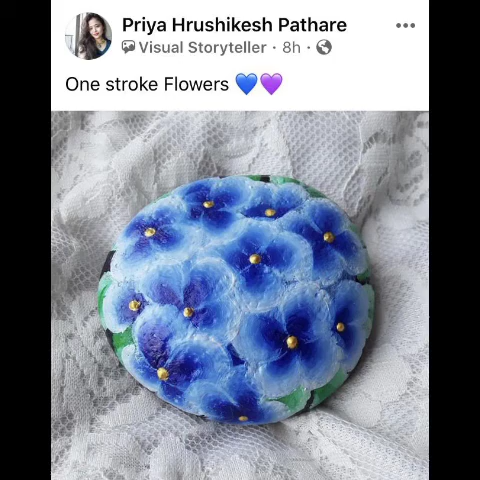 Priya Hrushikesh Pathare
Visual Storyteller · 8h ·
One stroke Flowers 💙💜